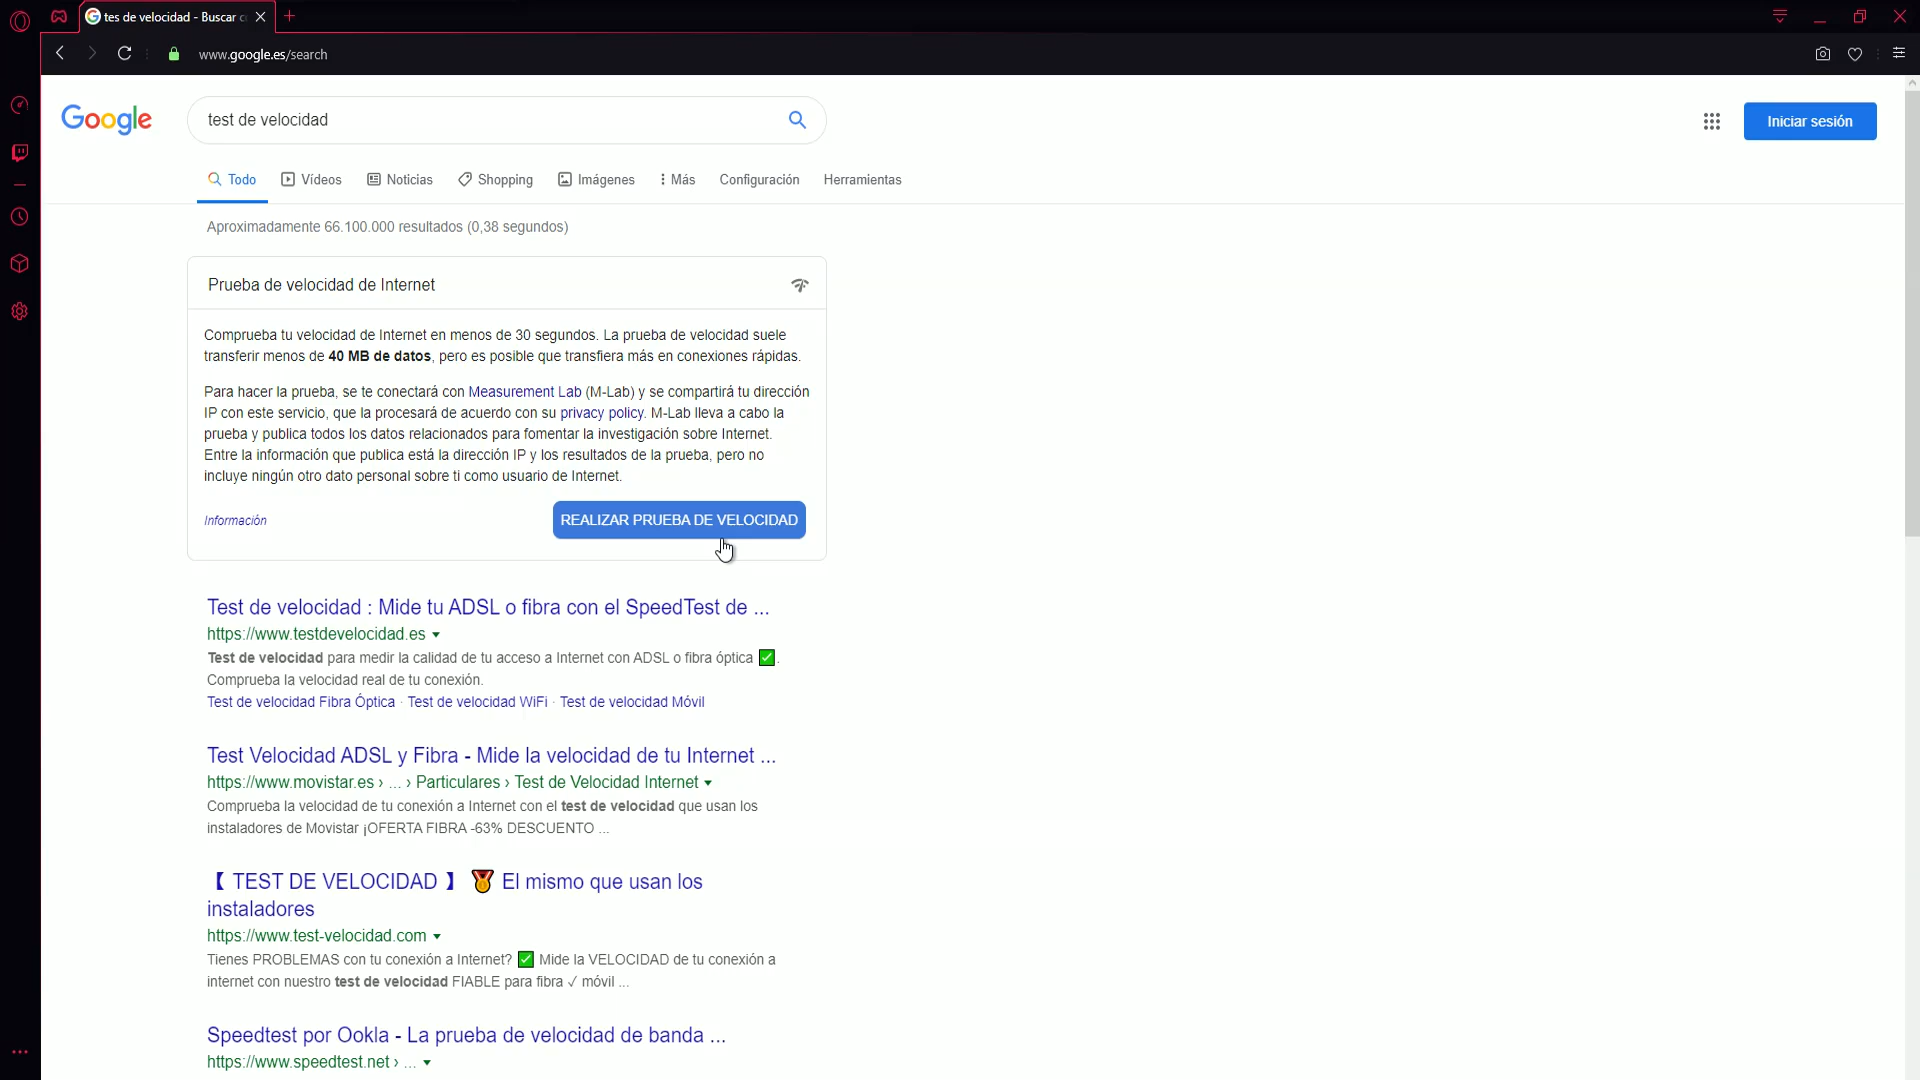 tes de velocidad - Buscar c
www.google.es/search
Google
test de velocidad
Iniciar sesión
Todo
Vídeos
Noticias
Shopping
Imágenes
Más
Configuración
Herramientas
Aproximadamente 66.100.000 resultados (0,38 segundos)
Prueba de velocidad de Internet
Comprueba tu velocidad de Internet en menos de 30 segundos. La prueba de velocidad suele
transferir menos de 40 MB de datos, pero es posible que transfiera más en conexiones rápidas.
Para hacer la prueba, se te conectará con Measurement Lab (M-Lab) y se compartirá tu dirección
IP con este servicio, que la procesará de acuerdo con su privacy policy. M-Lab lleva a cabo la
prueba y publica todos los datos relacionados para fomentar la investigación sobre Internet.
Entre la información que publica está la dirección IP y los resultados de la prueba, pero no
incluye ningún otro dato personal sobre ti como usuario de Internet.
Información
REALIZAR PRUEBA DE VELOCIDAD
Test de velocidad : Mide tu ADSL o fibra con el SpeedTest de ...
https://www.testdevelocidad.es
Test de velocidad para medir la calidad de tu acceso a Internet con ADSL o fibra óptica ✅.
Comprueba la velocidad real de tu conexión.
Test de velocidad Fibra Óptica · Test de velocidad WiFi · Test de velocidad Móvil
Test Velocidad ADSL y Fibra - Mide la velocidad de tu Internet ...
https://www.movistar.es › ... › Particulares › Test de Velocidad Internet
Comprueba la velocidad de tu conexión a Internet con el test de velocidad que usan los
instaladores de Movistar ¡OFERTA FIBRA -63% DESCUENTO ...
【 TEST DE VELOCIDAD 】 🏅 El mismo que usan los
instaladores
https://www.test-velocidad.com
Tienes PROBLEMAS con tu conexión a Internet? ✅ Mide la VELOCIDAD de tu conexión a
internet con nuestro test de velocidad FIABLE para fibra ✓ móvil ...
Speedtest por Ookla - La prueba de velocidad de banda ...
https://www.speedtest.net › ...